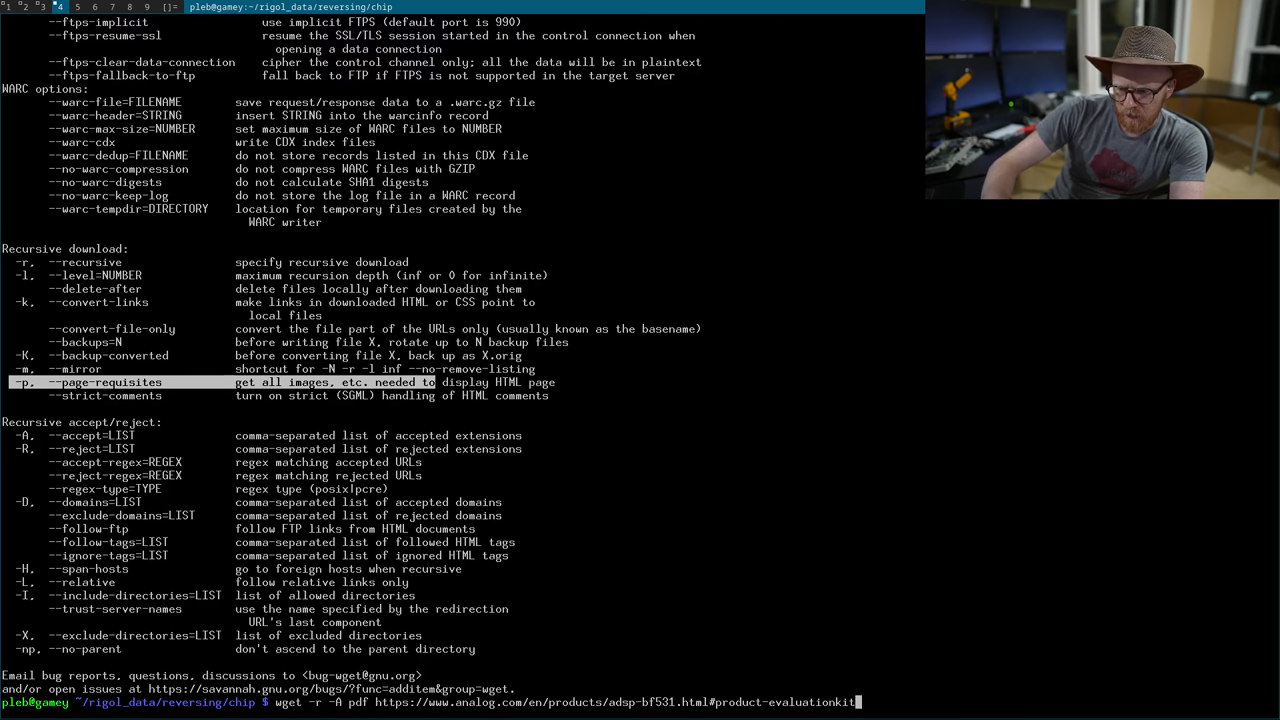 1 2 3 4 5 6 7 8 9 []= pleb@gamey:~/rigol_data/reversing/chip
--ftps-implicit use implicit FTPS (default port is 990)
--ftps-resume-ssl resume the SSL/TLS session started in the control connection when
opening a data connection
--ftps-clear-data-connection cipher the control channel only; all the data will be in plaintext
--ftps-fallback-to-ftp fall back to FTP if FTPS is not supported in the target server
WARC options:
--warc-file=FILENAME save request/response data to a .warc.gz file
--warc-header=STRING insert STRING into the warcinfo record
--warc-max-size=NUMBER set maximum size of WARC files to NUMBER
--warc-cdx write CDX index files
--warc-dedup=FILENAME do not store records listed in this CDX file
--no-warc-compression do not compress WARC files with GZIP
--no-warc-digests do not calculate SHA1 digests
--no-warc-keep-log do not store the log file in a WARC record
--warc-tempdir=DIRECTORY location for temporary files created by the
WARC writer
Recursive download:
-r, --recursive specify recursive download
-l, --level=NUMBER maximum recursion depth (inf or 0 for infinite)
--delete-after delete files locally after downloading them
-k, --convert-links make links in downloaded HTML or CSS point to
local files
--convert-file-only convert the file part of the URLs only (usually known as the basename)
--backups=N before writing file X, rotate up to N backup files
-K, --backup-converted before converting file X, back up as X.orig
-m, --mirror shortcut for -N -r -l inf --no-remove-listing
-p, --page-requisites get all images, etc. needed to display HTML page
--strict-comments turn on strict (SGML) handling of HTML comments
Recursive accept/reject:
-A, --accept=LIST comma-separated list of accepted extensions
-R, --reject=LIST comma-separated list of rejected extensions
--accept-regex=REGEX regex matching accepted URLs
--reject-regex=REGEX regex matching rejected URLs
--regex-type=TYPE regex type (posix|pcre)
-D, --domains=LIST comma-separated list of accepted domains
--exclude-domains=LIST comma-separated list of rejected domains
--follow-ftp follow FTP links from HTML documents
--follow-tags=LIST comma-separated list of followed HTML tags
--ignore-tags=LIST comma-separated list of ignored HTML tags
-H, --span-hosts go to foreign hosts when recursive
-L, --relative follow relative links only
-I, --include-directories=LIST list of allowed directories
--trust-server-names use the name specified by the redirection
URL's last component
-X, --exclude-directories=LIST list of excluded directories
-np, --no-parent don't ascend to the parent directory
Email bug reports, questions, discussions to <bug-wget@gnu.org>
and/or open issues at https://savannah.gnu.org/bugs/?func=additem&group=wget.
pleb@gamey ~/rigol_data/reversing/chip $ wget -r -A pdf https://www.analog.com/en/products/adsp-bf531.html#product-evaluationkit